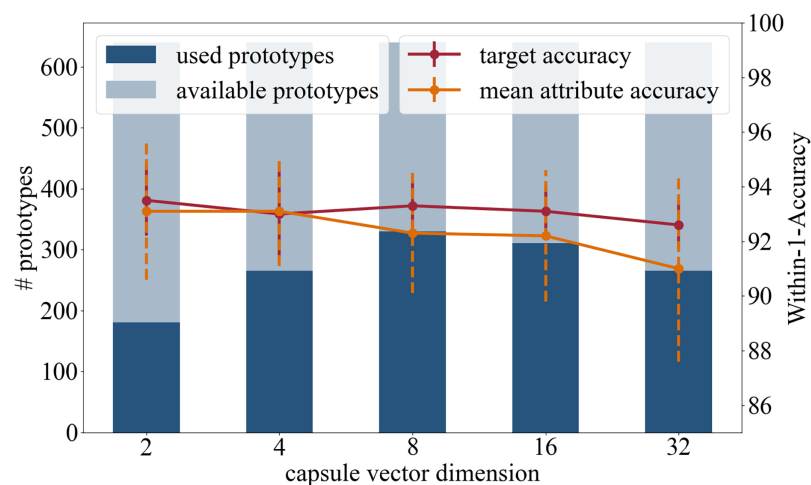 used prototypes
available prototypes
target accuracy
mean attribute accuracy
# prototypes
600
500
400
300
200
100
0
100
98
96
94
92
90
88
86
Within-1-Accuracy
2 4 8 16 32
capsule vector dimension